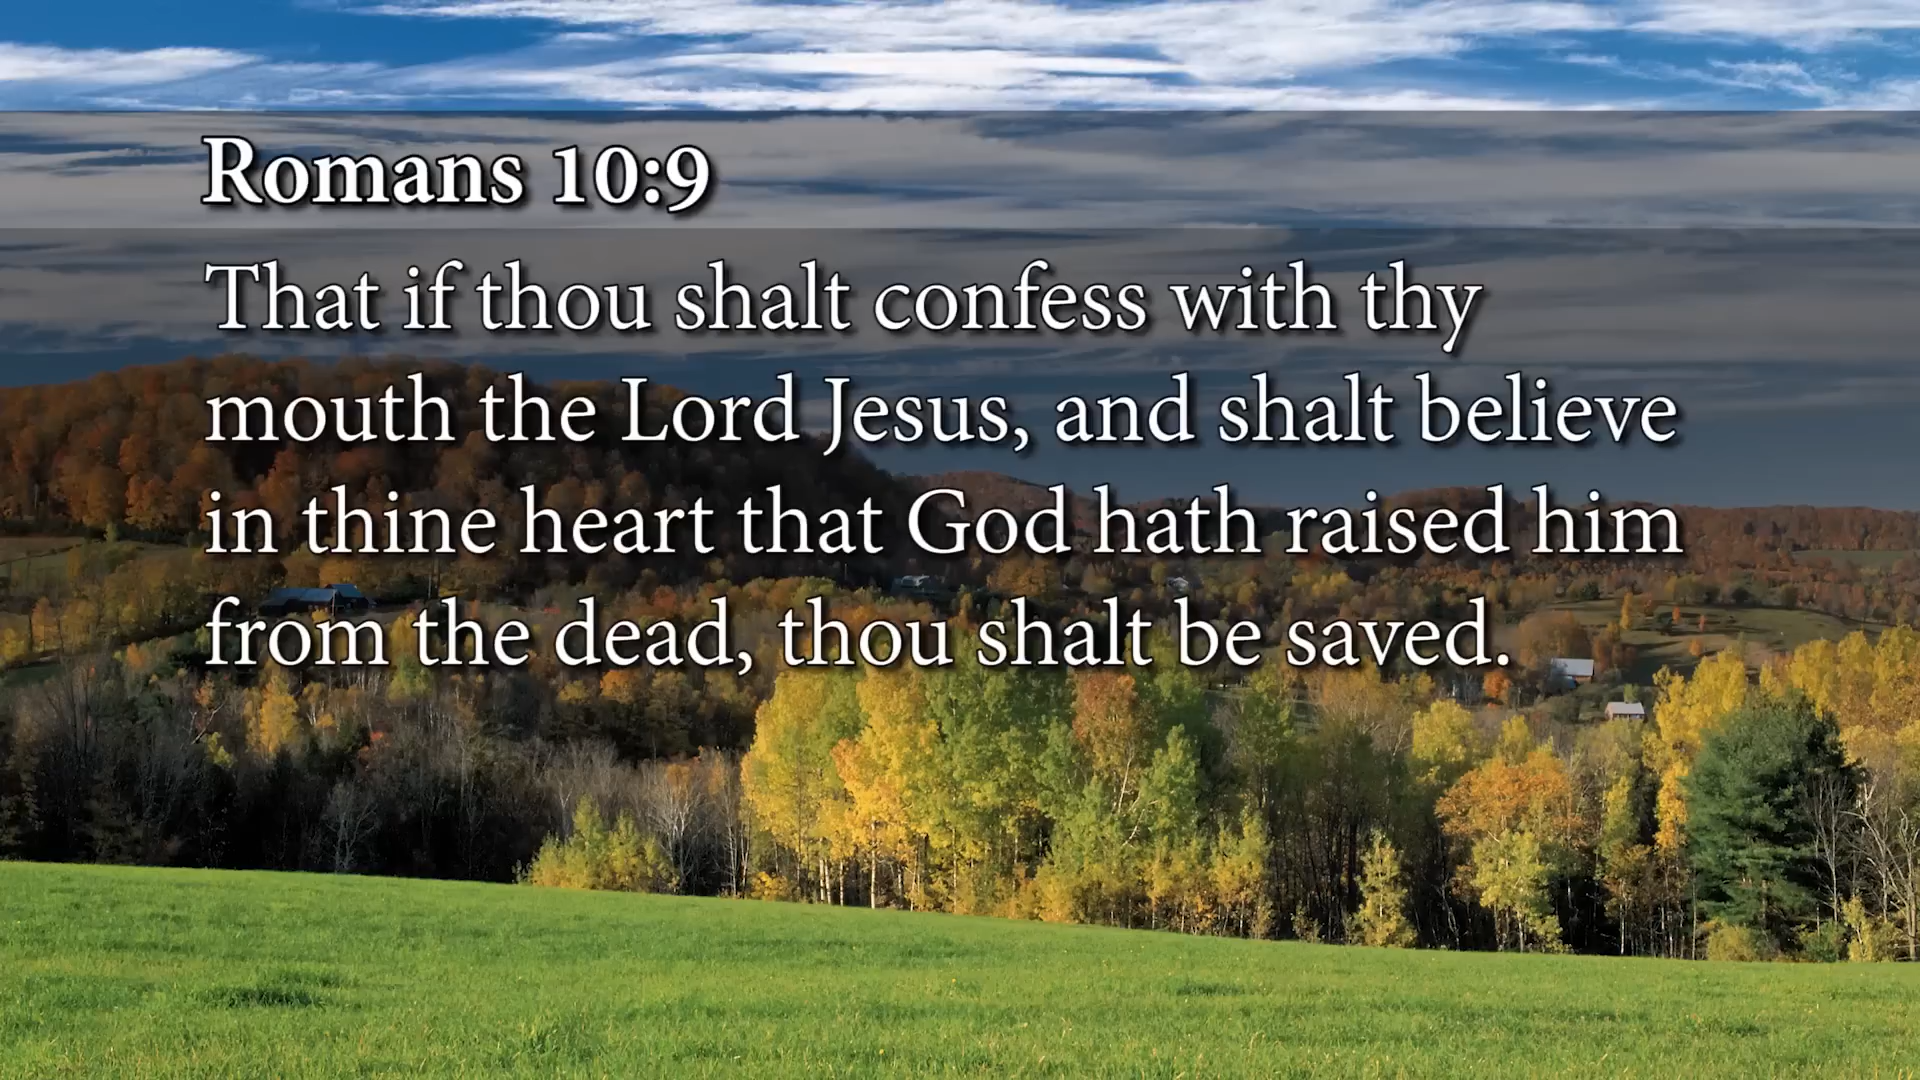 Romans 10:9
That if thou shalt confess with thy
mouth the Lord Jesus, and shalt believe
in thine heart that God hath raised him
from the dead, thou shalt be saved.